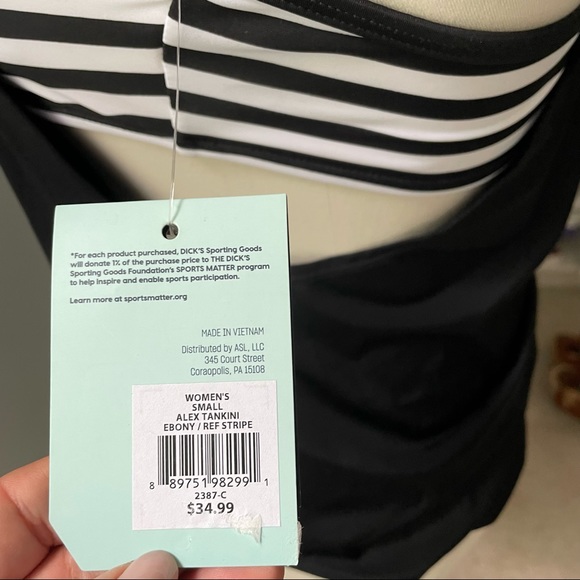 *For each product purchased, DICK'S Sporting Goods
will donate 1% of the purchase price to THE DICK'S
Sporting Goods Foundation's SPORTS MATTER program
to help inspire and enable sports participation.
Learn more at sportsmatter.org
MADE IN VIETNAM
Distributed by ASL, LLC
345 Court Street
Coraopolis, PA 15108
WOMEN'S
SMALL
ALEX TANKINI
EBONY / REF STRIPE
8 89751 98299 1
2387-C
$34.99